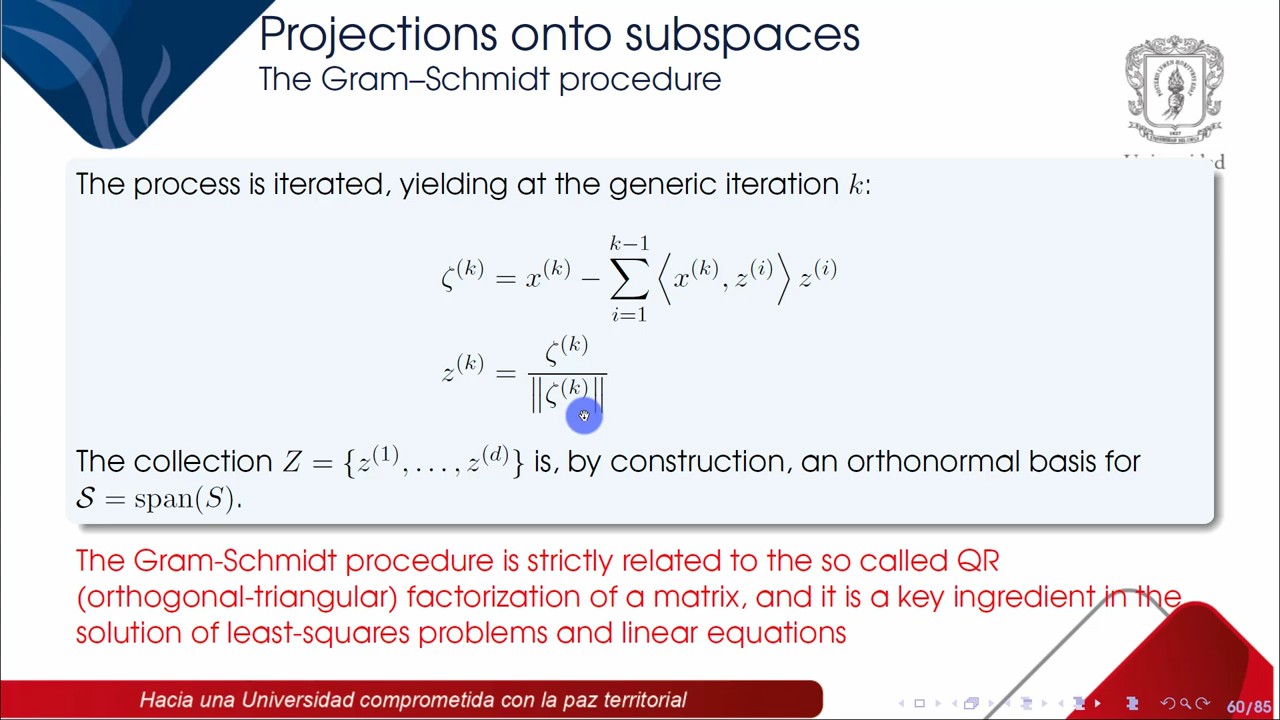 Projections onto subspaces
The Gram–Schmidt procedure
The process is iterated, yielding at the generic iteration k:
ζ^(k) = x^(k) − ∑_{i=1}^{k−1} ⟨x^(k), z^(i)⟩ z^(i)
z^(k) = ζ^(k) / ||ζ^(k)||
The collection Z = {z^(1), . . . , z^(d)} is, by construction, an orthonormal basis for
𝒮 = span(S).
The Gram-Schmidt procedure is strictly related to the so called QR
(orthogonal-triangular) factorization of a matrix, and it is a key ingredient in the
solution of least-squares problems and linear equations
Hacia una Universidad comprometida con la paz territorial
60/85